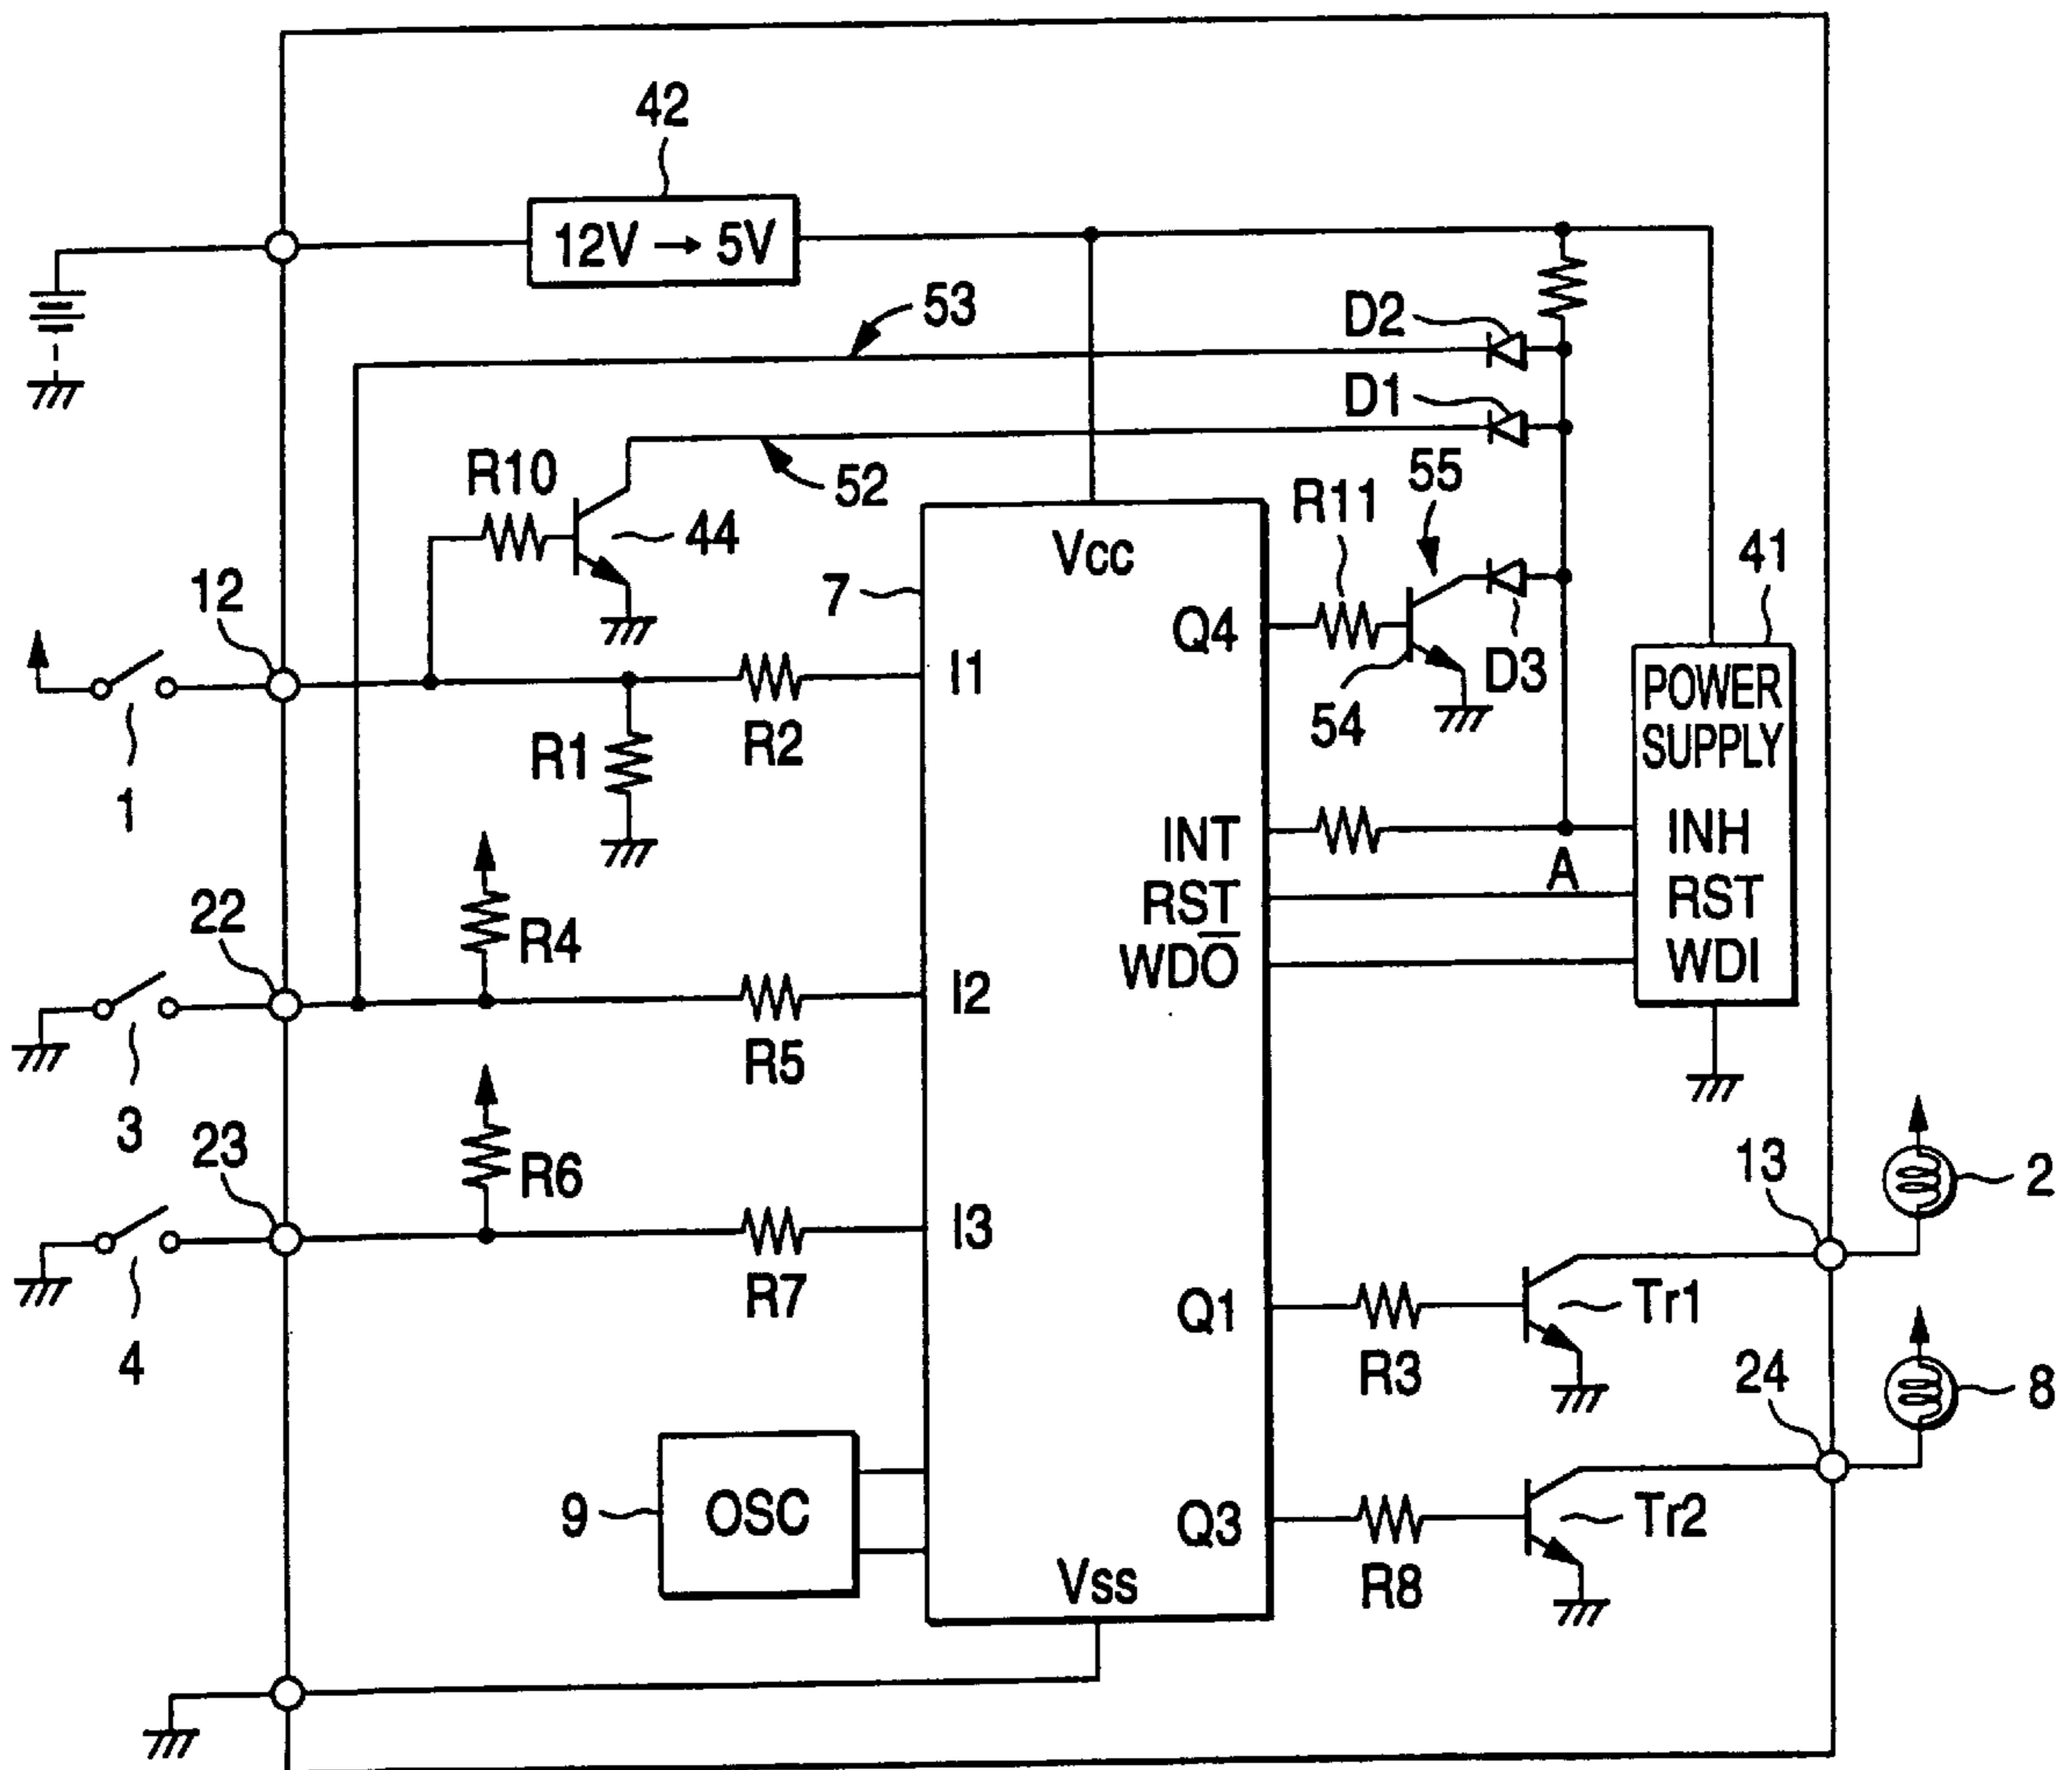 42
12V → 5V
53
D2
D1
52
R10
44
R11
55
41
12
7
Vcc
Q4
54
D3
POWER
SUPPLY
I1
R2
R1
1
INT
INH
A
RST
RST
WDO
WDI
22
R4
I2
R5
3
23
R6
I3
R7
4
13
2
Q1
R3
Tr1
24
8
9
OSC
Q3
R8
Tr2
Vss